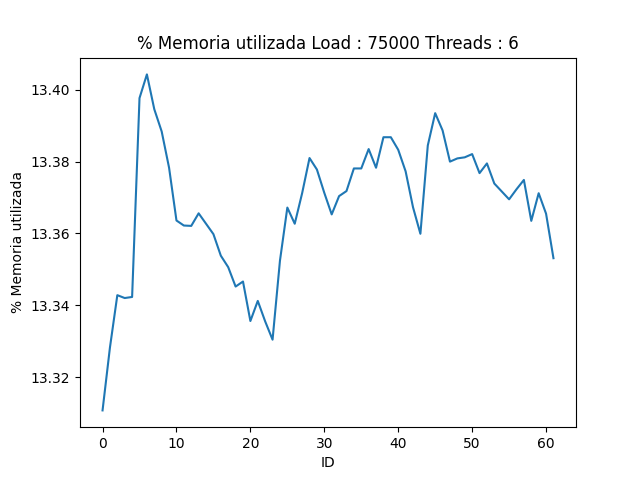 % Memoria utilizada Load : 75000 Threads : 6
13.40
13.38
13.36
13.34
13.32
% Memoria utilizada
0 10 20 30 40 50 60
ID